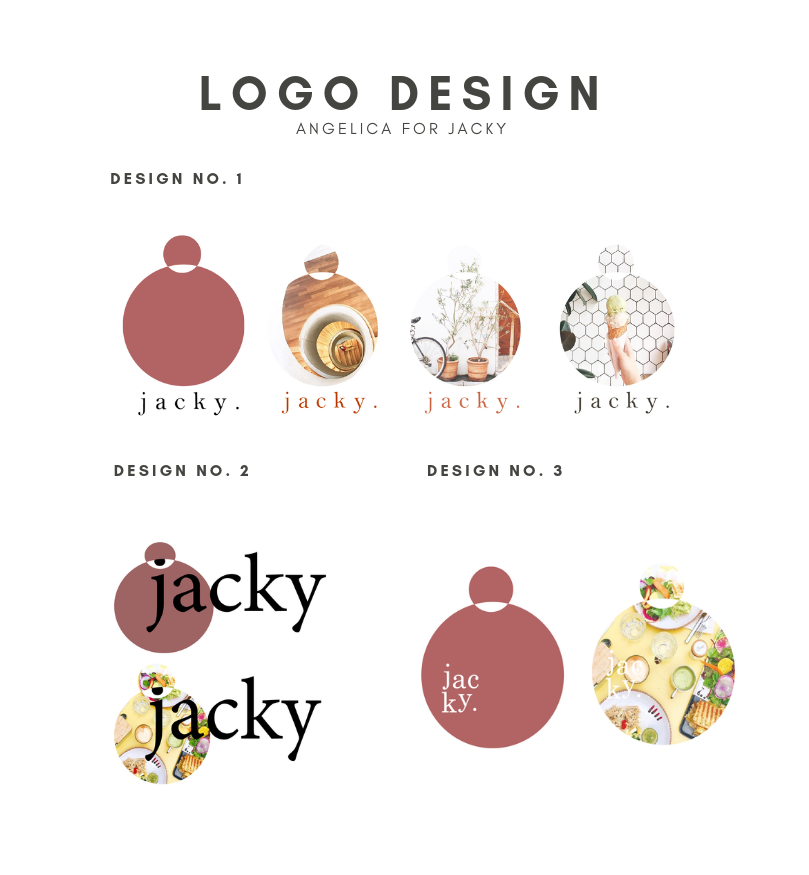 LOGO DESIGN
ANGELICA FOR JACKY
DESIGN NO. 1
jacky.
jacky.
jacky.
jacky.
DESIGN NO. 2
jacky
jacky
DESIGN NO. 3
jac
ky.
jac
ky.